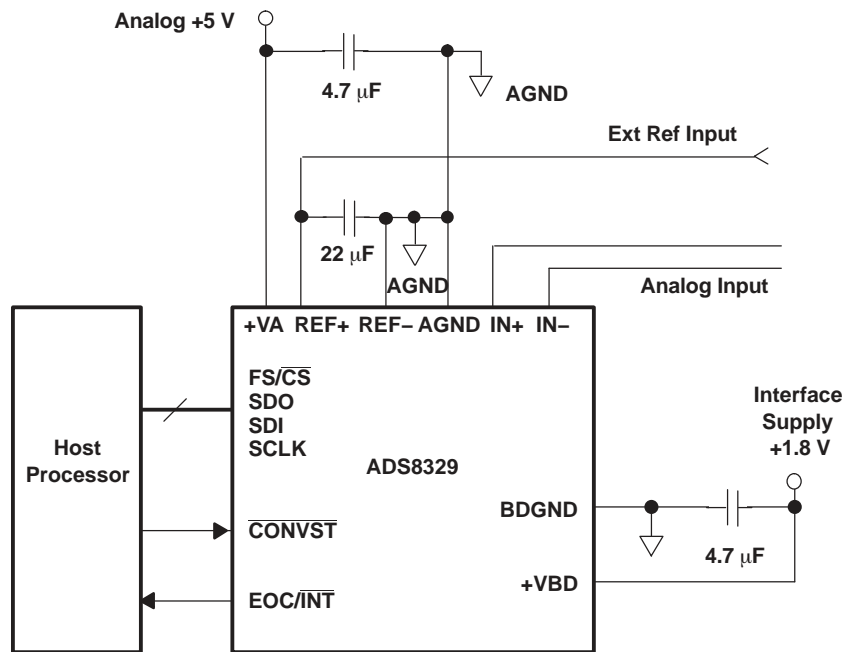 Analog +5 V
4.7 μF
AGND
Ext Ref Input
22 μF
AGND
Analog Input
+VA REF+ REF− AGND IN+ IN−
FS/CS
SDO
SDI
SCLK
Host
Processor
ADS8329
Interface
Supply
+1.8 V
BDGND
CONVST
4.7 μF
+VBD
EOC/INT